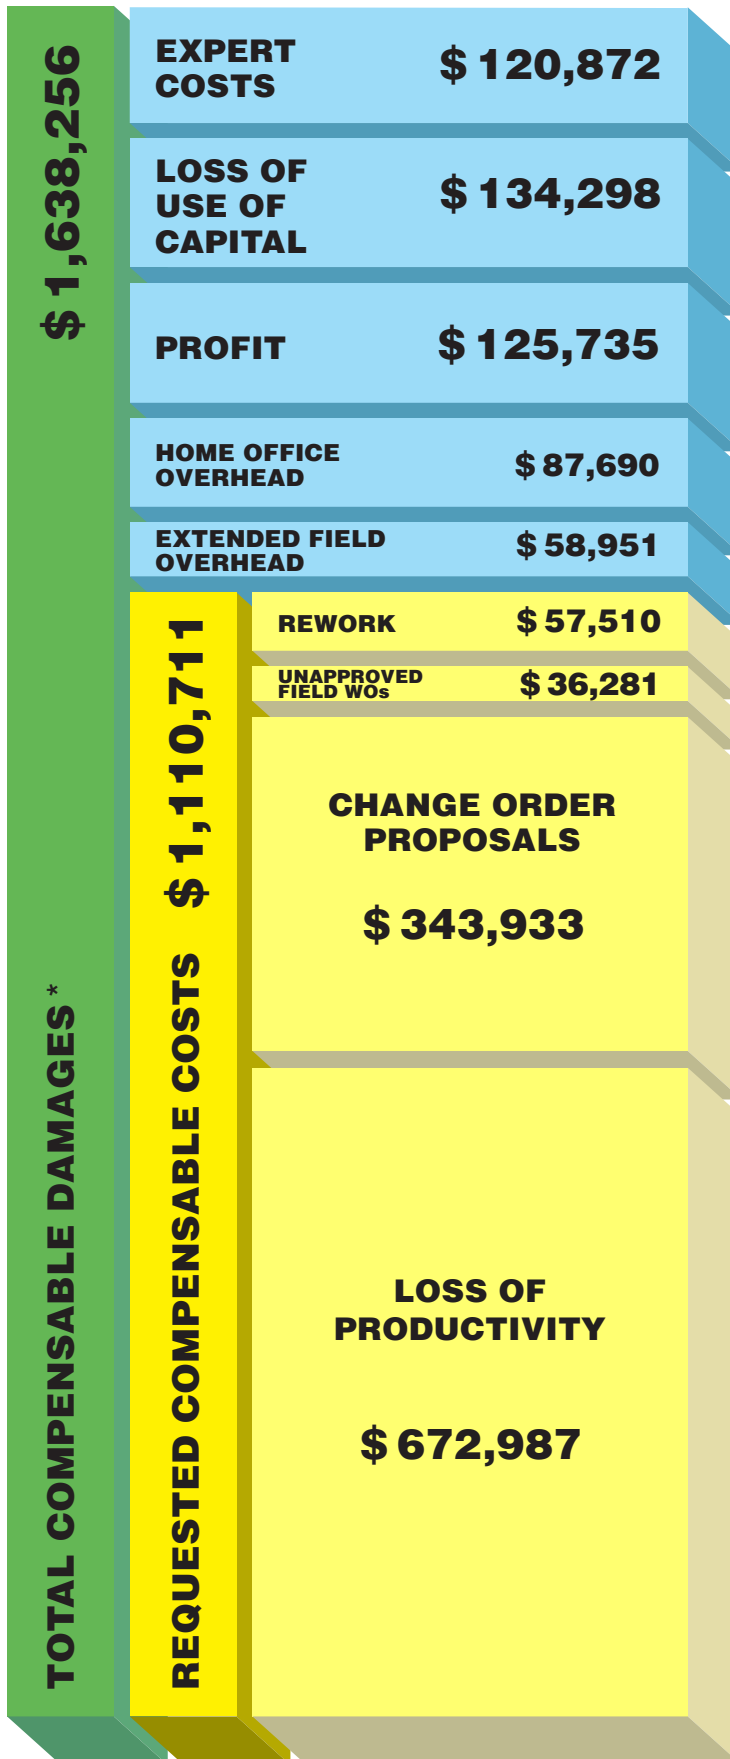 TOTAL COMPENSABLE DAMAGES* $ 1,638,256
EXPERT
COSTS
$ 120,872
LOSS OF
USE OF
CAPITAL
$ 134,298
PROFIT
$ 125,735
HOME OFFICE
OVERHEAD
$ 87,690
EXTENDED FIELD
OVERHEAD
$ 58,951
REQUESTED COMPENSABLE COSTS $ 1,110,711
REWORK
$ 57,510
UNAPPROVED
FIELD WOs
$ 36,281
CHANGE ORDER
PROPOSALS
$ 343,933
LOSS OF
PRODUCTIVITY
$ 672,987